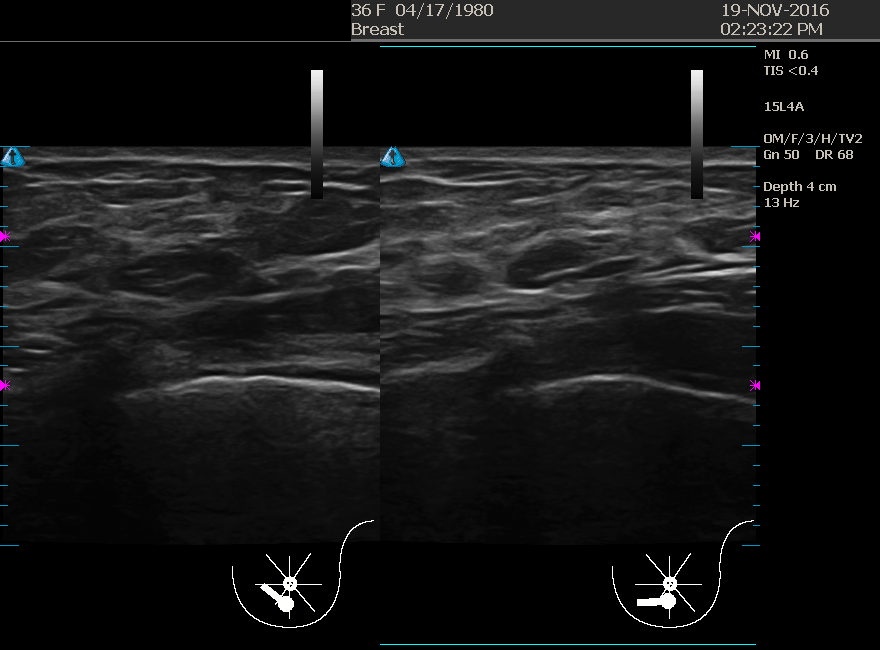 36 F 04/17/1980
19-NOV-2016
Breast
02:23:22 PM
MI 0.6
TIS <0.4
15L4A
OM/F/3/H/TV2
Gn 50 DR 68
Depth 4 cm
13 Hz